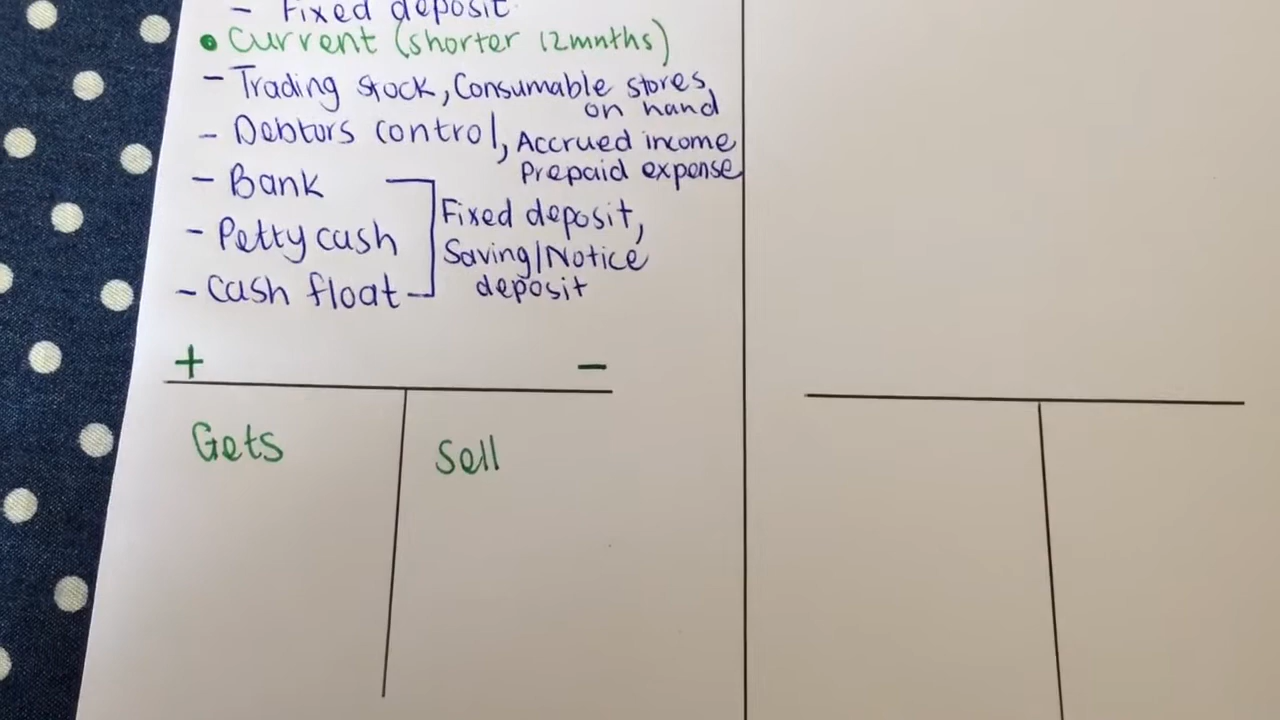 - Fixed deposit
• Current (shorter 12mnths)
- Trading stock, Consumable stores
on hand
- Debtors control, Accrued income
Prepaid expense
- Bank
Fixed deposit,
- Petty cash
Saving/Notice
- Cash float
deposit
+ -
Gets Sell